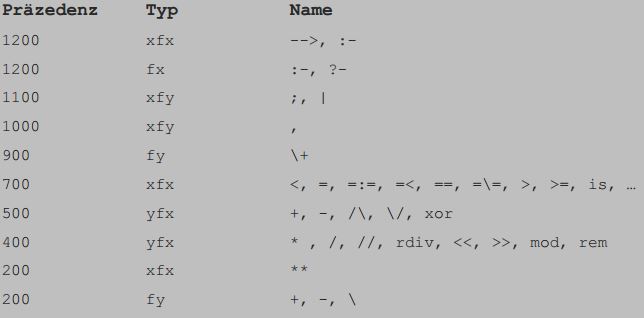 Präzedenz Typ Name
1200 xfx -->, :-
1200 fx :-, ?-
1100 xfy ;, |
1000 xfy ,
900 fy \+
700 xfx <, =, =:=, =<, ==, =\=, >, >=, is, …
500 yfx +, -, /\, \/, xor
400 yfx * , /, //, rdiv, <<, >>, mod, rem
200 xfx **
200 fy +, -, \